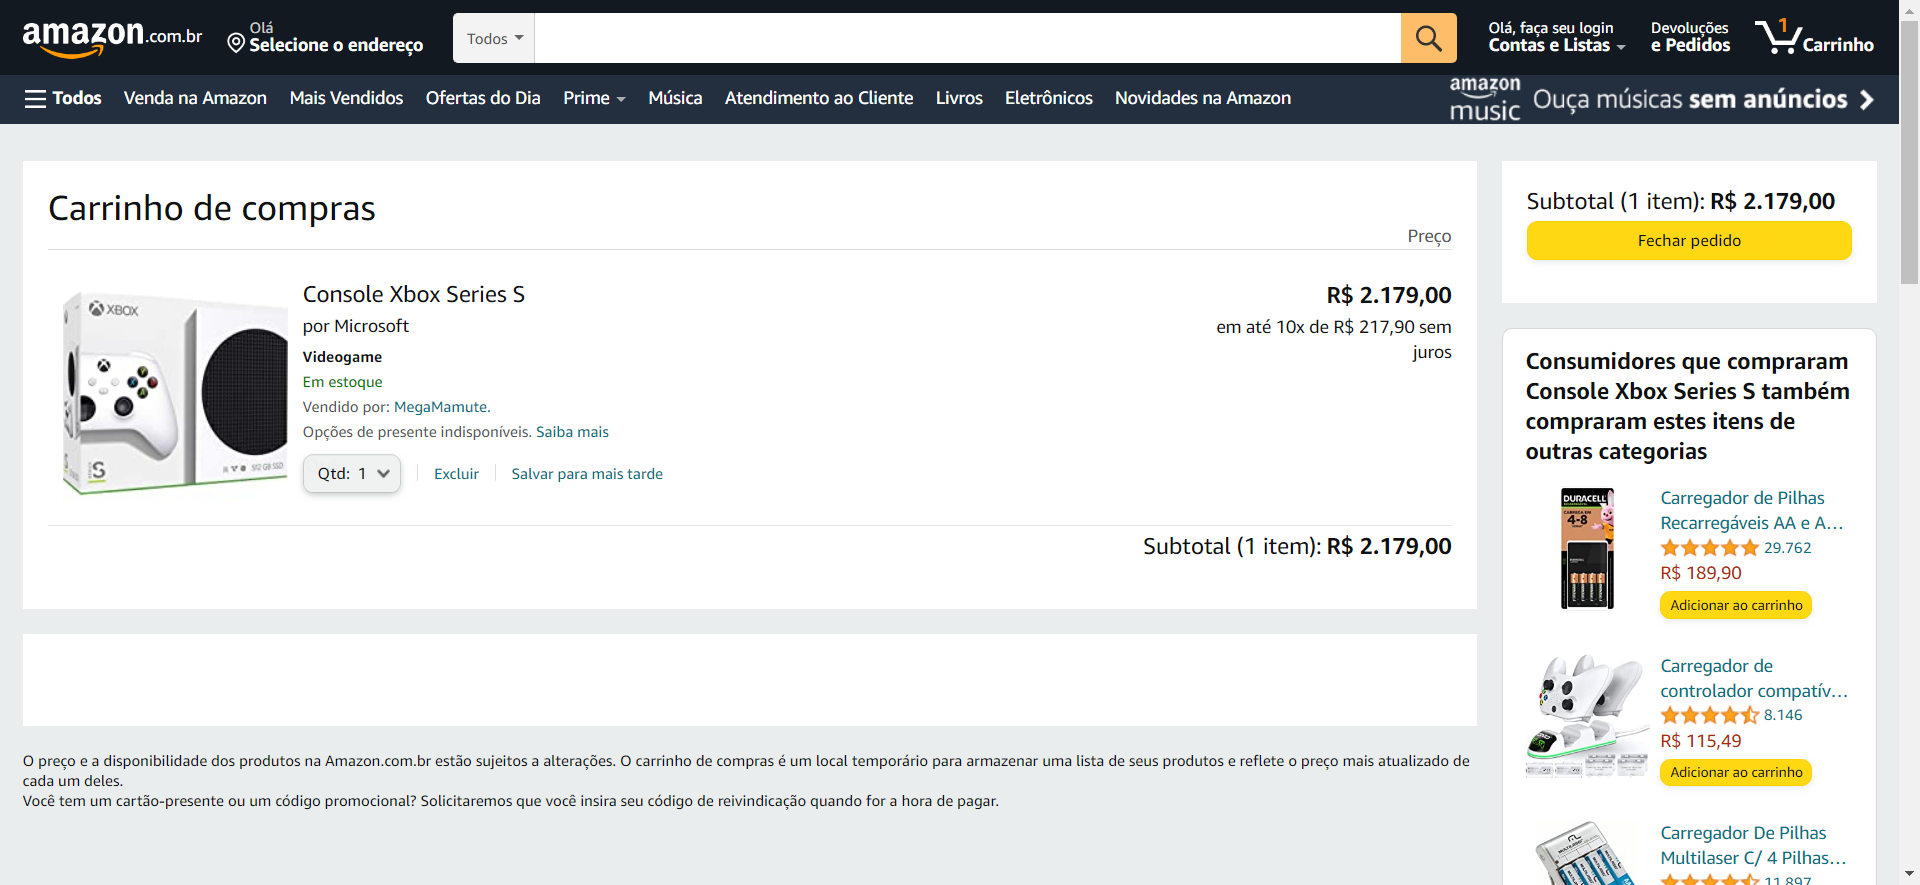 amazon.com.br
Olá
Selecione o endereço
Todos
Olá, faça seu login
Contas e Listas
Devoluções
e Pedidos
1
Carrinho
Todos
Venda na Amazon
Mais Vendidos
Ofertas do Dia
Prime
Música
Atendimento ao Cliente
Livros
Eletrônicos
Novidades na Amazon
amazon music
Ouça músicas sem anúncios
Carrinho de compras
Preço
XBOX
S
512 GB SSD
Console Xbox Series S
por Microsoft
Videogame
Em estoque
Vendido por: MegaMamute.
Opções de presente indisponíveis. Saiba mais
Qtd: 1
Excluir
Salvar para mais tarde
R$ 2.179,00
em até 10x de R$ 217,90 sem
juros
Subtotal (1 item): R$ 2.179,00
O preço e a disponibilidade dos produtos na Amazon.com.br estão sujeitos a alterações. O carrinho de compras é um local temporário para armazenar uma lista de seus produtos e reflete o preço mais atualizado de
cada um deles.
Você tem um cartão-presente ou um código promocional? Solicitaremos que você insira seu código de reivindicação quando for a hora de pagar.
Subtotal (1 item): R$ 2.179,00
Fechar pedido
Consumidores que compraram
Console Xbox Series S também
compraram estes itens de
outras categorias
DURACELL
4-8
Carregador de Pilhas
Recarregáveis AA e A...
29.762
R$ 189,90
Adicionar ao carrinho
Carregador de
controlador compatív...
8.146
R$ 115,49
Adicionar ao carrinho
Carregador De Pilhas
Multilaser C/ 4 Pilhas...
11.897